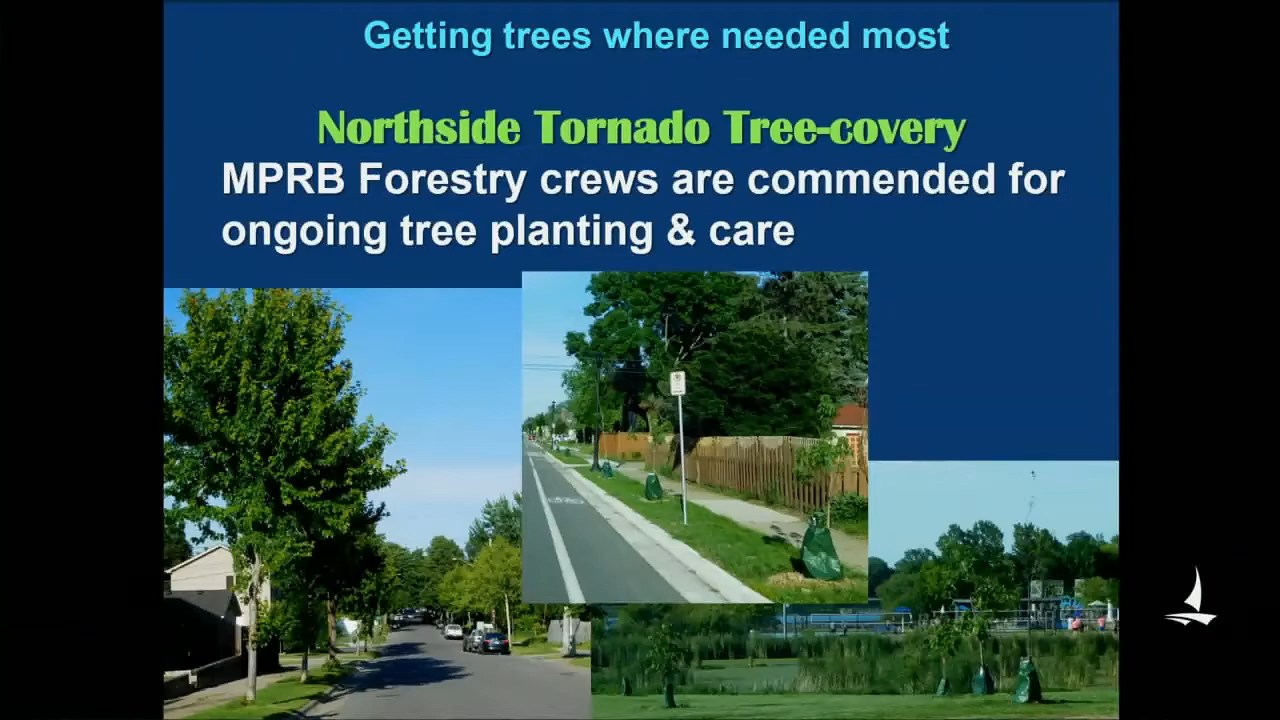 Getting trees where needed most
Northside Tornado Tree-covery
MPRB Forestry crews are commended for
ongoing tree planting & care